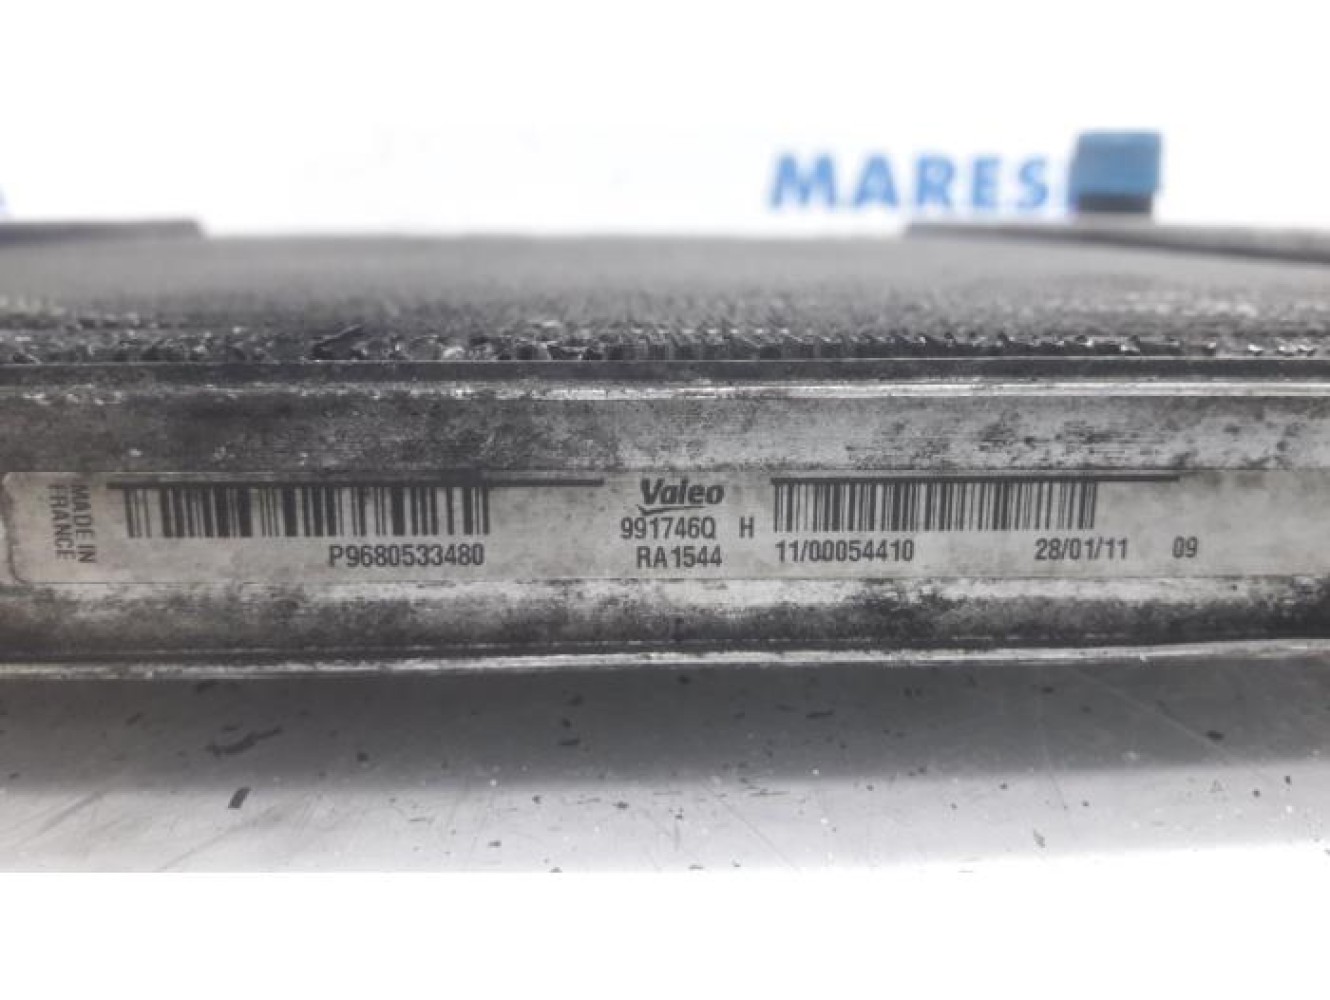 MARES
MADE IN
FRANCE
Valeo
991746Q H
P9680533480 RA1544 11/00054410 28/01/11 09